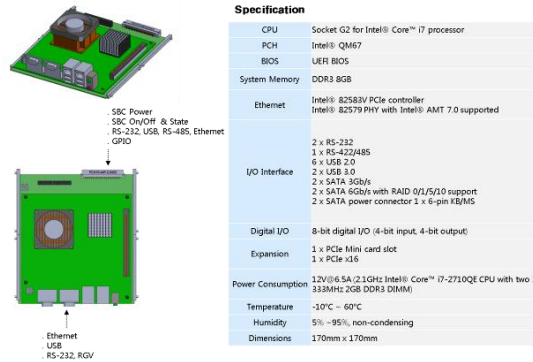 Specification
CPU Socket G2 for Intel® Core™ i7 processor
PCH Intel® QM67
BIOS UEFI BIOS
System Memory DDR3 8GB
Ethernet
Intel® 82583V PCIe controller
Intel® 82579 PHY with Intel® AMT 7.0 supported
I/O Interface
2 x RS-232
1 x RS-422/485
6 x USB 2.0
2 x USB 3.0
2 x SATA 3Gb/s
2 x SATA 6Gb/s with RAID 0/1/5/10 support
2 x SATA power connector 1 x 6-pin KB/MS
Digital I/O 8-bit digital I/O (4-bit input, 4-bit output)
Expansion
1 x PCIe Mini card slot
1 x PCIe x16
Power Consumption
12V@6.5A (2.1GHz Intel® Core™ i7-2710QE CPU with two
333MHz 2GB DDR3 DIMM)
Temperature -10℃ ~ 60℃
Humidity 5% ~95%, non-condensing
Dimensions 170mm x 170mm
. SBC Power
. SBC On/Off & State
. RS-232, USB, RS-485, Ethernet
. GPIO
. Ethernet
. USB
. RS-232, RGV